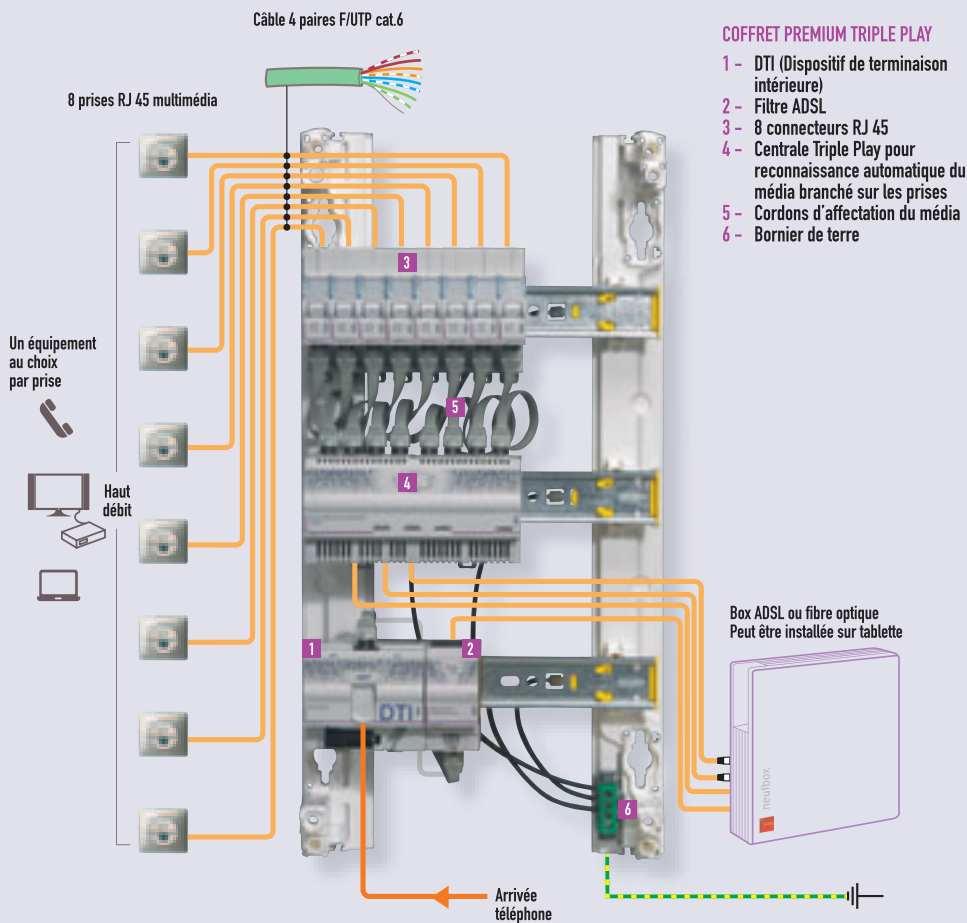 Câble 4 paires F/UTP cat.6
8 prises RJ 45 multimédia
COFFRET PREMIUM TRIPLE PLAY
1 - DTI (Dispositif de terminaison
intérieure)
2 - Filtre ADSL
3 - 8 connecteurs RJ 45
4 - Centrale Triple Play pour
reconnaissance automatique du
média branché sur les prises
5 - Cordons d'affectation du média
6 - Bornier de terre
3
Un équipement
au choix
par prise
5
4
Haut
débit
Box ADSL ou fibre optique
Peut être installée sur tablette
1
2
DTI
neufbox
6
Arrivée
téléphone